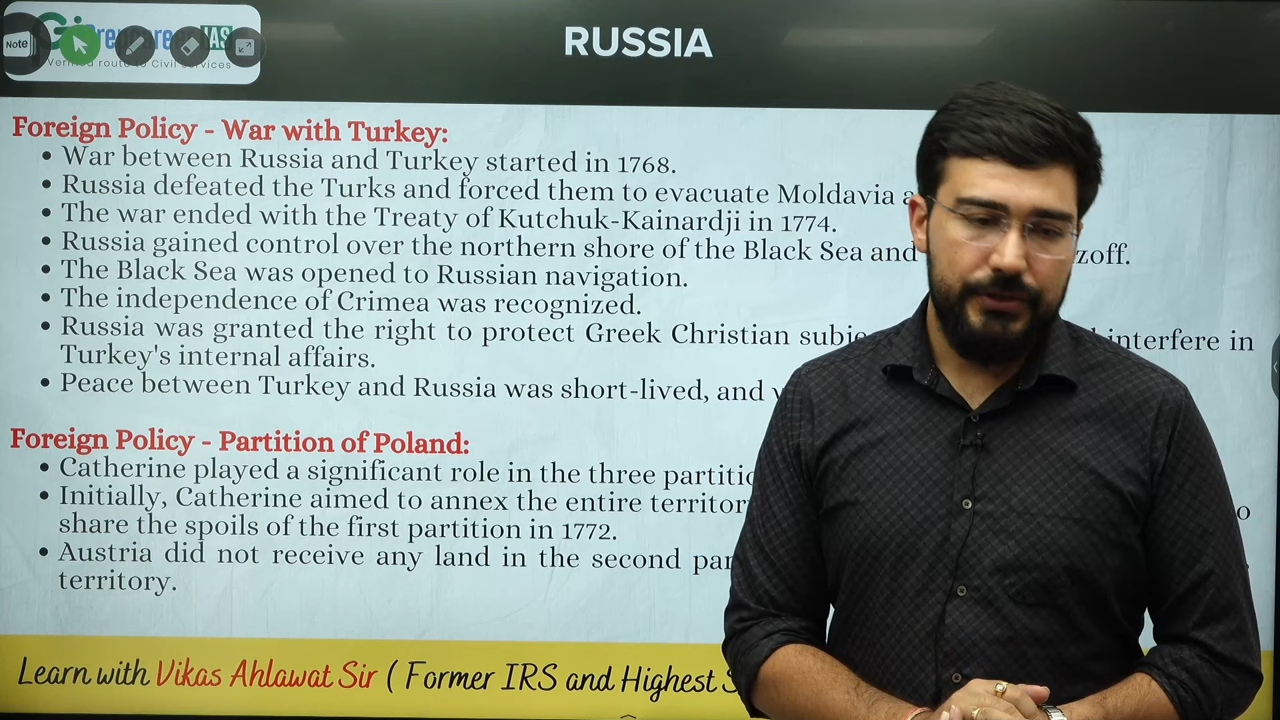 Note
IAS
Verified route to Civil services
RUSSIA
Foreign Policy - War with Turkey:
• War between Russia and Turkey started in 1768.
• Russia defeated the Turks and forced them to evacuate Moldavia
• The war ended with the Treaty of Kutchuk-Kainardji in 1774.
• Russia gained control over the northern shore of the Black Sea and zoff.
• The Black Sea was opened to Russian navigation.
• The independence of Crimea was recognized.
• Russia was granted the right to protect Greek Christian interfere in
Turkey's internal affairs.
• Peace between Turkey and Russia was short-lived, and
Foreign Policy - Partition of Poland:
• Catherine played a significant role in the three
• Initially, Catherine aimed to annex the entire
share the spoils of the first partition in 1772.
• Austria did not receive any land in the second
territory.
Learn with Vikas Ahlawat Sir ( Former IRS and Highest